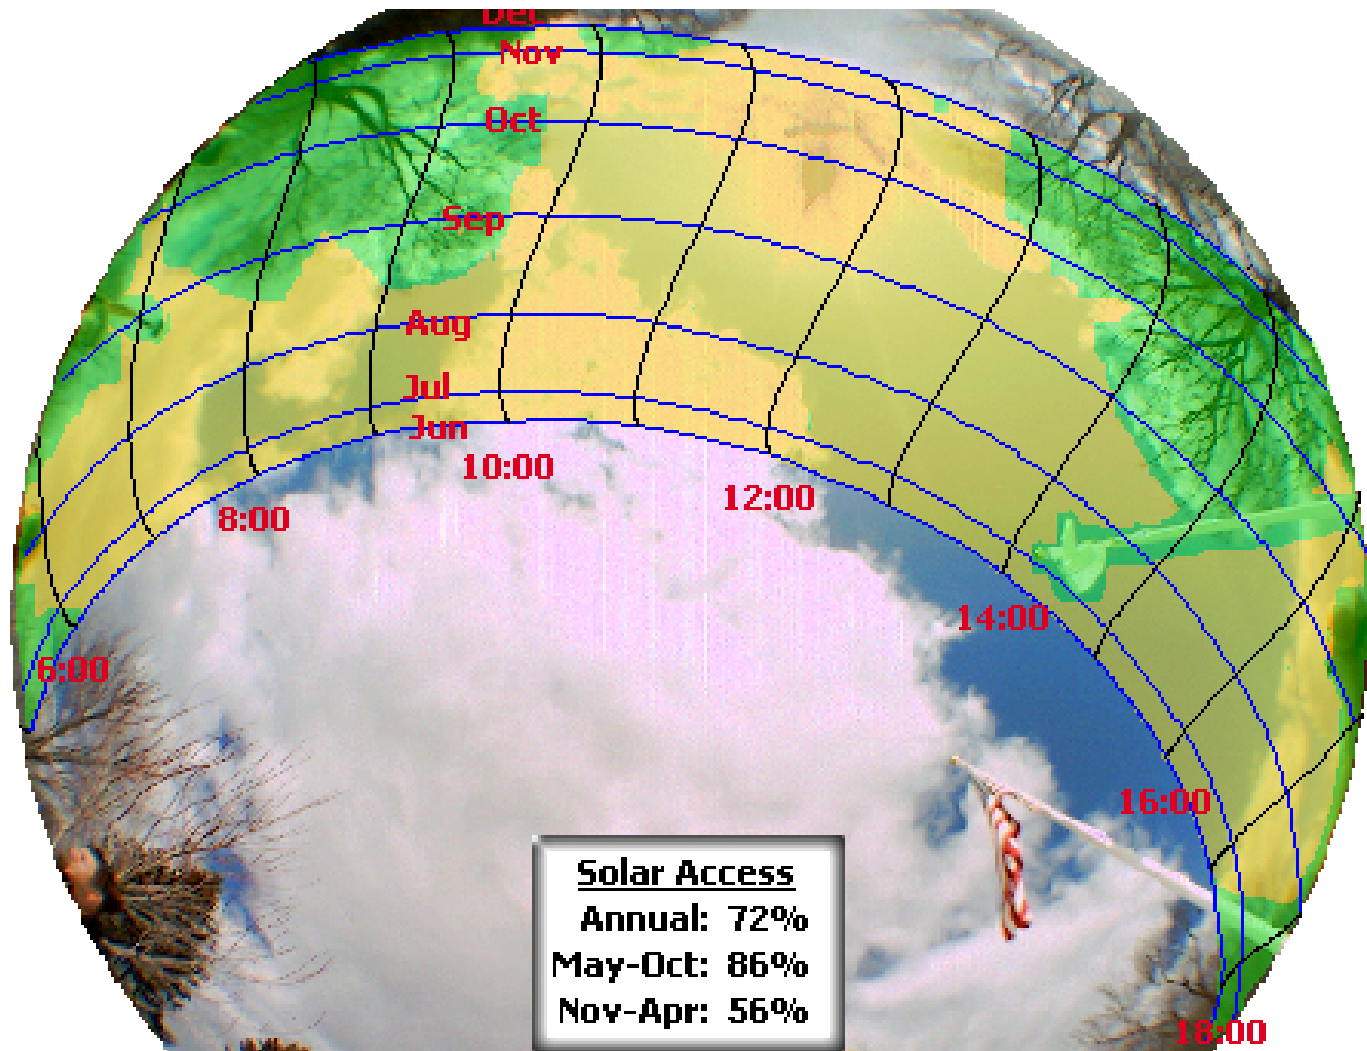 Dec
Nov
Oct
Sep
Aug
Jul
Jun
10:00
12:00
8:00
14:00
6:00
16:00
18:00
Solar Access
Annual: 72%
May-Oct: 86%
Nov-Apr: 56%